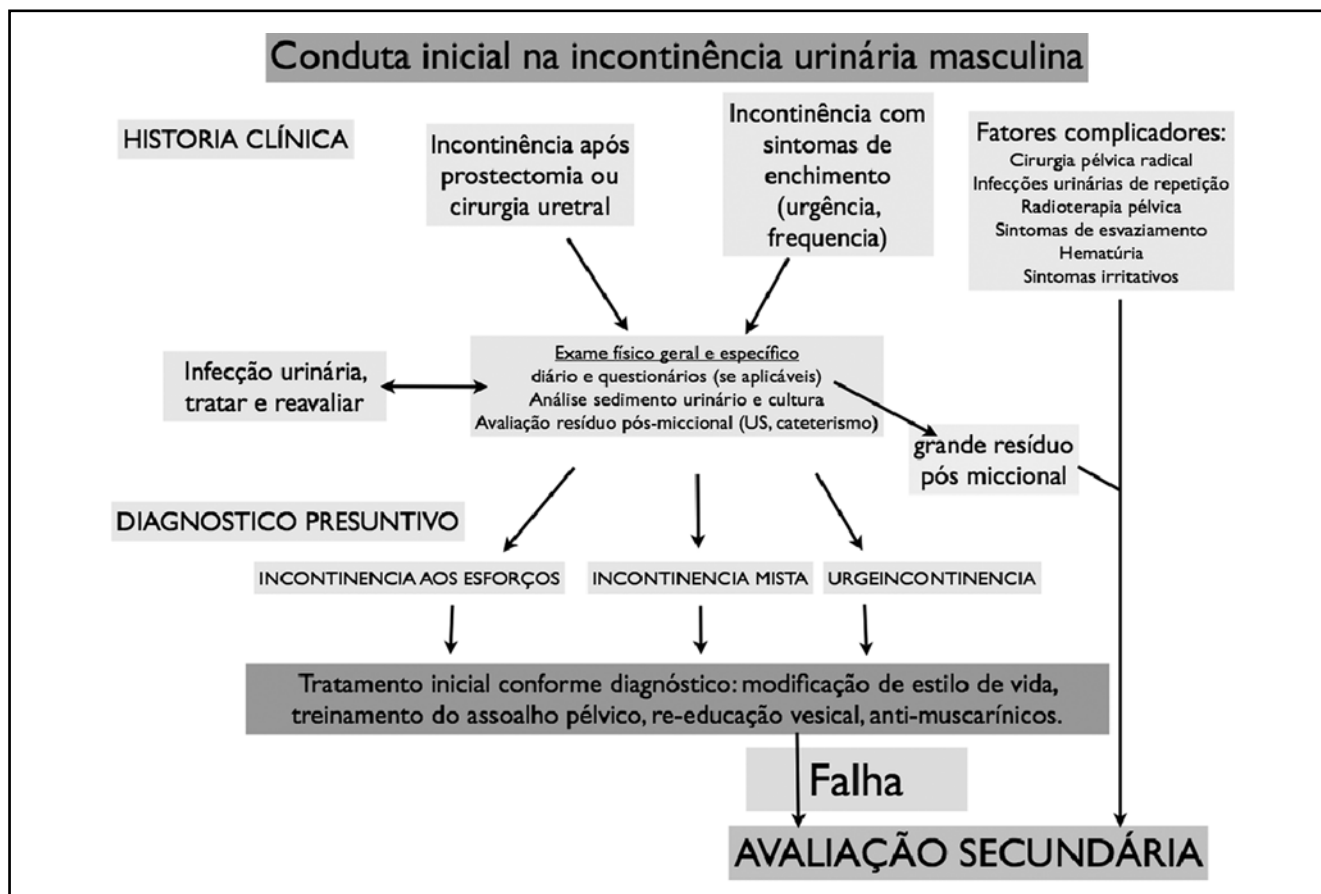 Conduta inicial na incontinência urinária masculina
HISTORIA CLÍNICA
Incontinência após
prostectomia ou
cirurgia uretral
Incontinência com
sintomas de
enchimento
(urgência,
frequencia)
Fatores complicadores:
Cirurgia pélvica radical
Infecções urinárias de repetição
Radioterapia pélvica
Sintomas de esvaziamento
Hematúria
Sintomas irritativos
Infecção urinária,
tratar e reavaliar
Exame físico geral e específico
diário e questionários (se aplicáveis)
Análise sedimento urinário e cultura
Avaliação resíduo pós-miccional (US, cateterismo)
grande resíduo
pós miccional
DIAGNOSTICO PRESUNTIVO
INCONTINENCIA AOS ESFORÇOS
INCONTINENCIA MISTA
URGEINCONTINENCIA
Tratamento inicial conforme diagnóstico: modificação de estilo de vida,
treinamento do assoalho pélvico, re-educação vesical, anti-muscarínicos.
Falha
AVALIAÇÃO SECUNDÁRIA